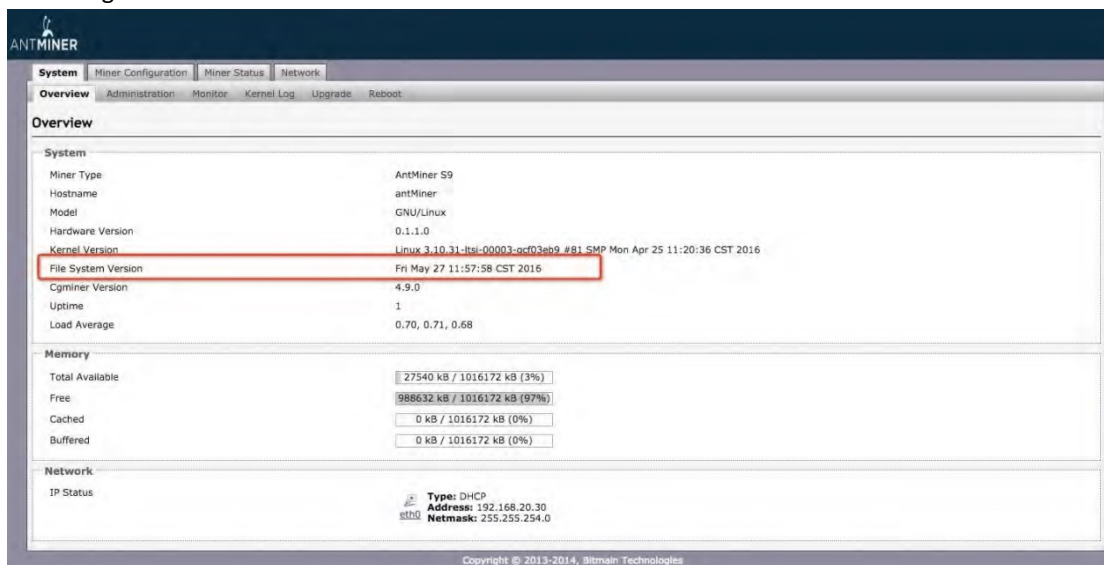 ANTMINER
System Miner Configuration Miner Status Network
Overview Administration Monitor Kernel Log Upgrade Reboot
Overview
System
Miner Type AntMiner S9
Hostname antMiner
Model GNU/Linux
Hardware Version 0.1.1.0
Kernel Version Linux 3.10.31-ltsi-00003-gcf03eb9 #81 SMP Mon Apr 25 11:20:36 CST 2016
File System Version Fri May 27 11:57:58 CST 2016
Cgminer Version 4.9.0
Uptime 1
Load Average 0.70, 0.71, 0.68
Memory
Total Available 27540 kB / 1016172 kB (3%)
Free 988632 kB / 1016172 kB (97%)
Cached 0 kB / 1016172 kB (0%)
Buffered 0 kB / 1016172 kB (0%)
Network
IP Status Type: DHCP
Address: 192.168.20.30
eth0 Netmask: 255.255.254.0
Copyright © 2013-2014, Bitmain Technologies